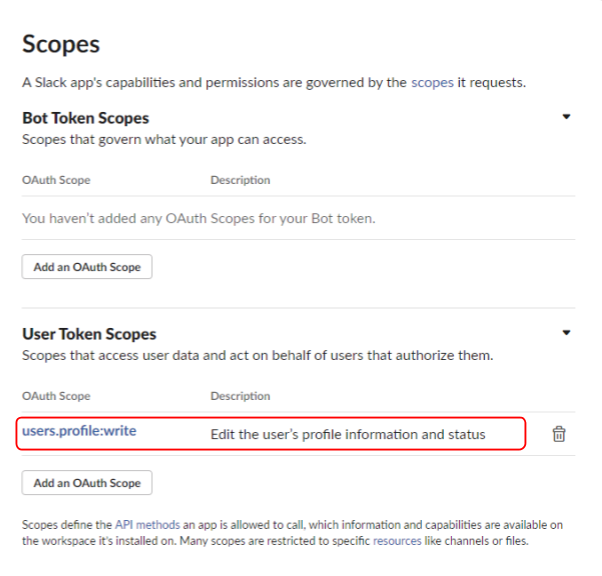 Scopes
A Slack app's capabilities and permissions are governed by the scopes it requests.
Bot Token Scopes
Scopes that govern what your app can access.
OAuth Scope Description
You haven't added any OAuth Scopes for your Bot token.
Add an OAuth Scope
User Token Scopes
Scopes that access user data and act on behalf of users that authorize them.
OAuth Scope Description
users.profile:write Edit the user's profile information and status
Add an OAuth Scope
Scopes define the API methods an app is allowed to call, which information and capabilities are available on
the workspace it's installed on. Many scopes are restricted to specific resources like channels or files.